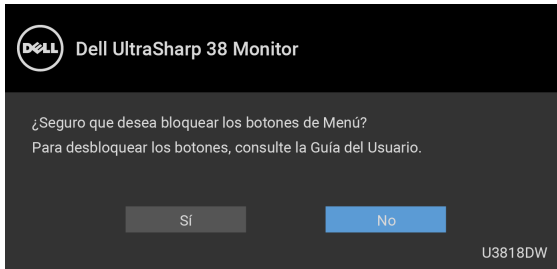 DELL
Dell UltraSharp 38 Monitor
¿Seguro que desea bloquear los botones de Menú?
Para desbloquear los botones, consulte la Guía del Usuario.
Sí
No
U3818DW